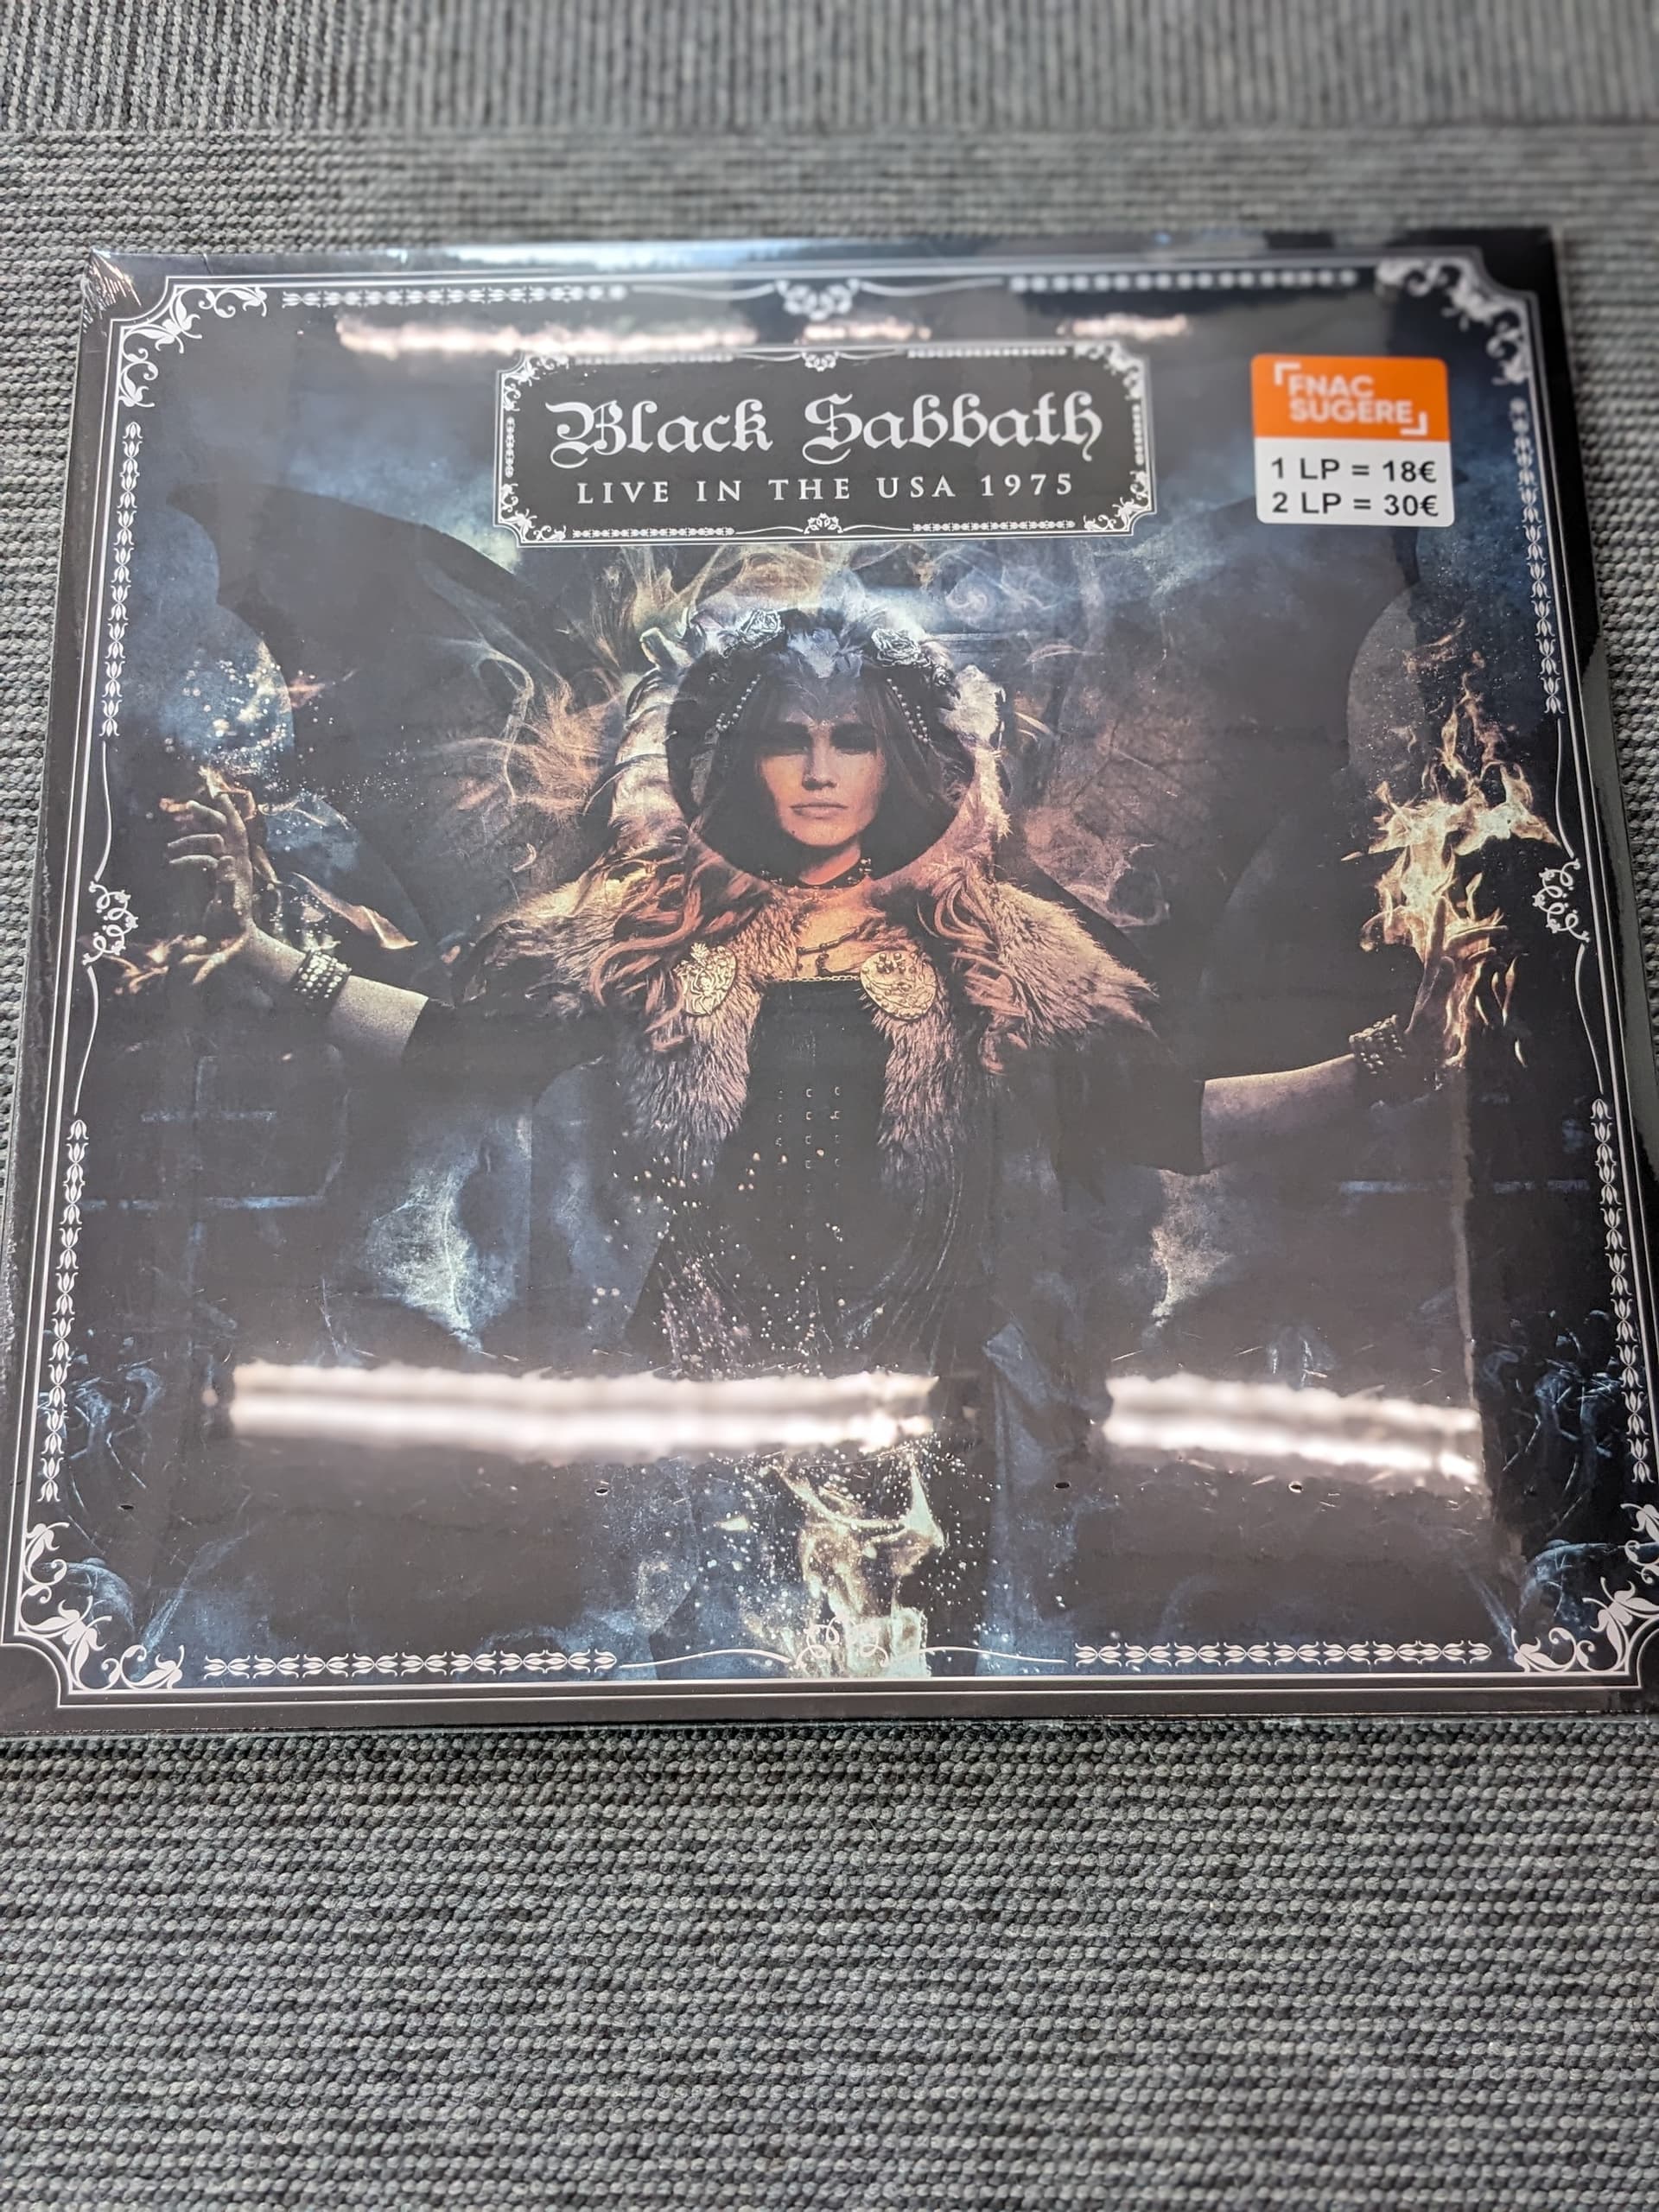 Black Sabbath
LIVE IN THE USA 1975
FNAC
SUGERE
1 LP = 18€
2 LP = 30€